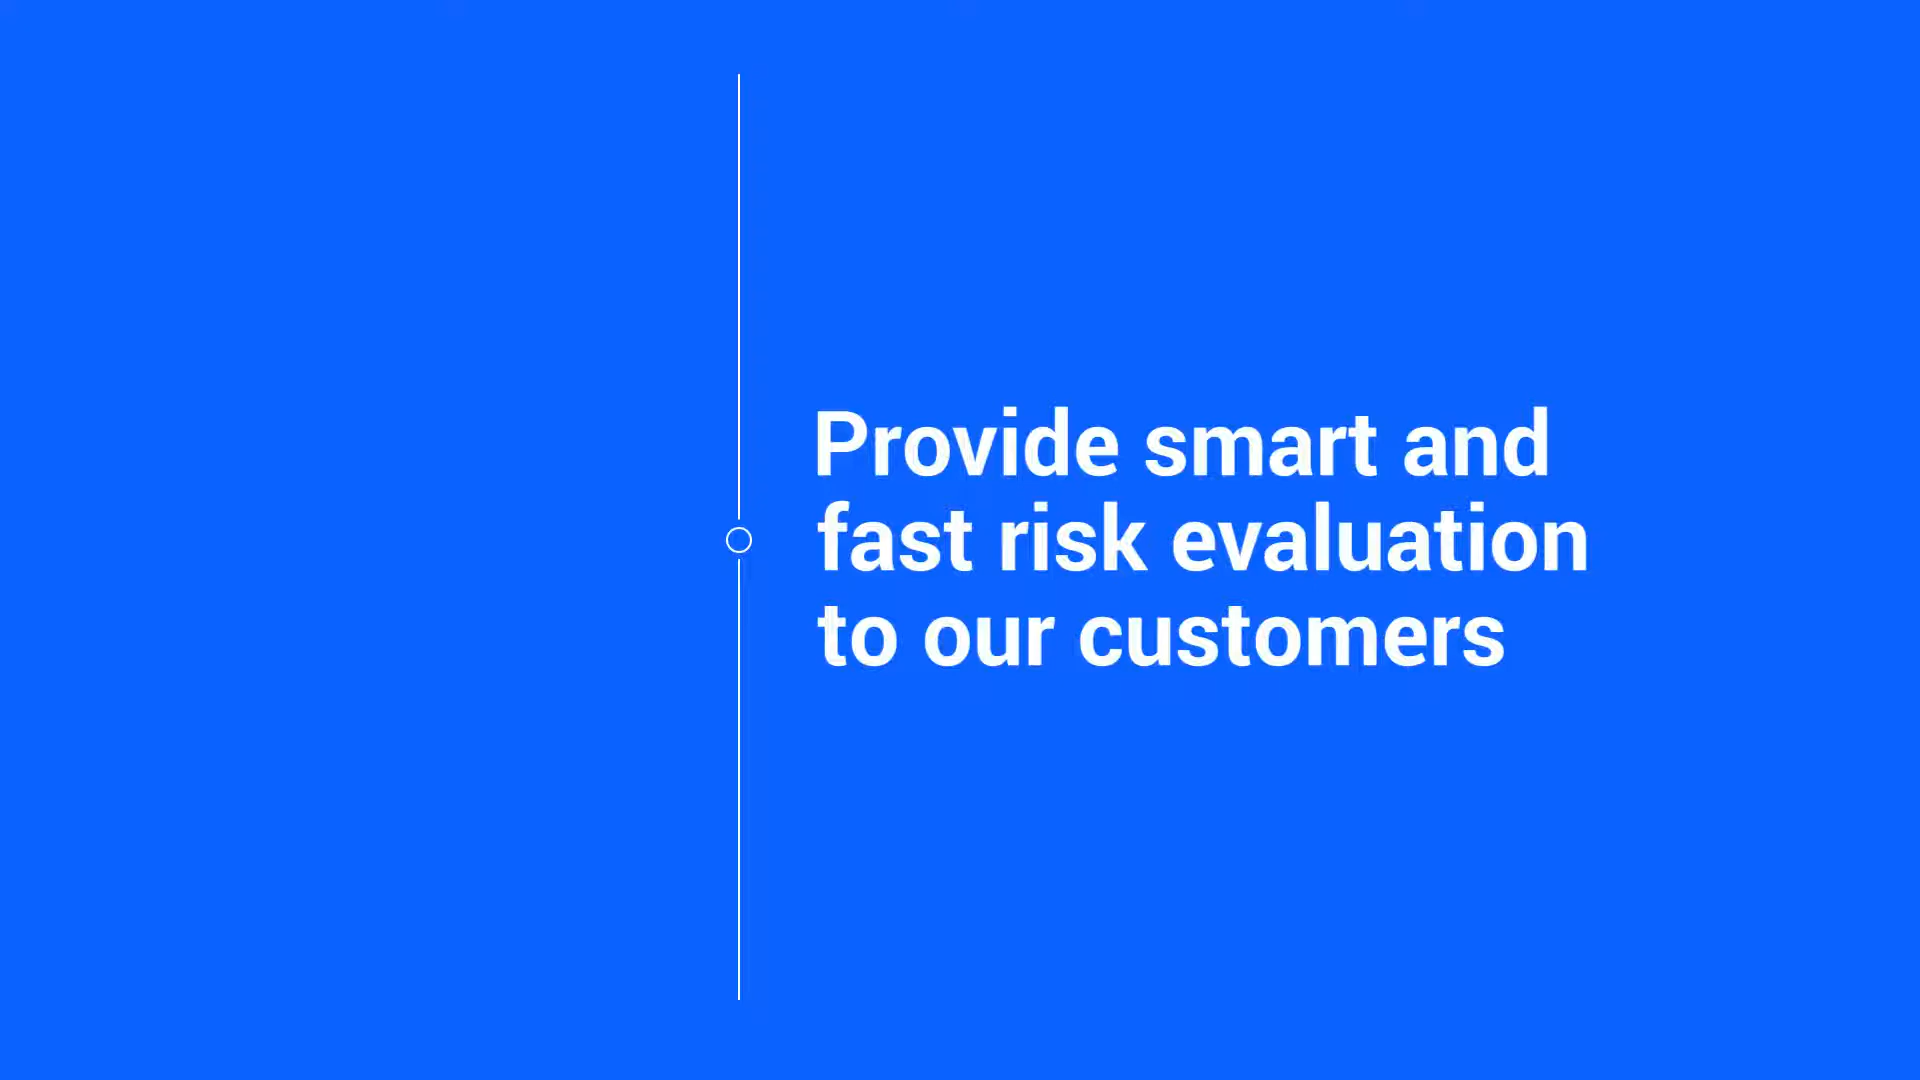 Provide smart and
fast risk evaluation
to our customers